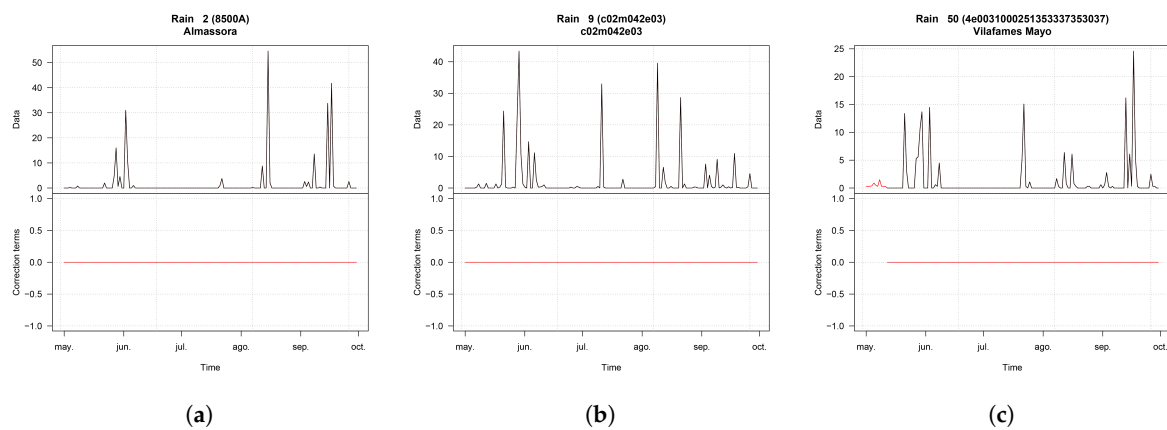 Rain 2 (8500A)
Almassora
Data
50
40
30
20
10
0
Correction terms
1.0
0.5
0.0
−0.5
−1.0
may. jun. jul. ago. sep. oct.
Time
(a)
Rain 9 (c02m042e03)
c02m042e03
Data
40
30
20
10
0
Correction terms
1.0
0.5
0.0
−0.5
−1.0
may. jun. jul. ago. sep. oct.
Time
(b)
Rain 50 (4e0031000251353337353037)
Vilafames Mayo
Data
25
20
15
10
5
0
Correction terms
1.0
0.5
0.0
−0.5
−1.0
may. jun. jul. ago. sep. oct.
Time
(c)